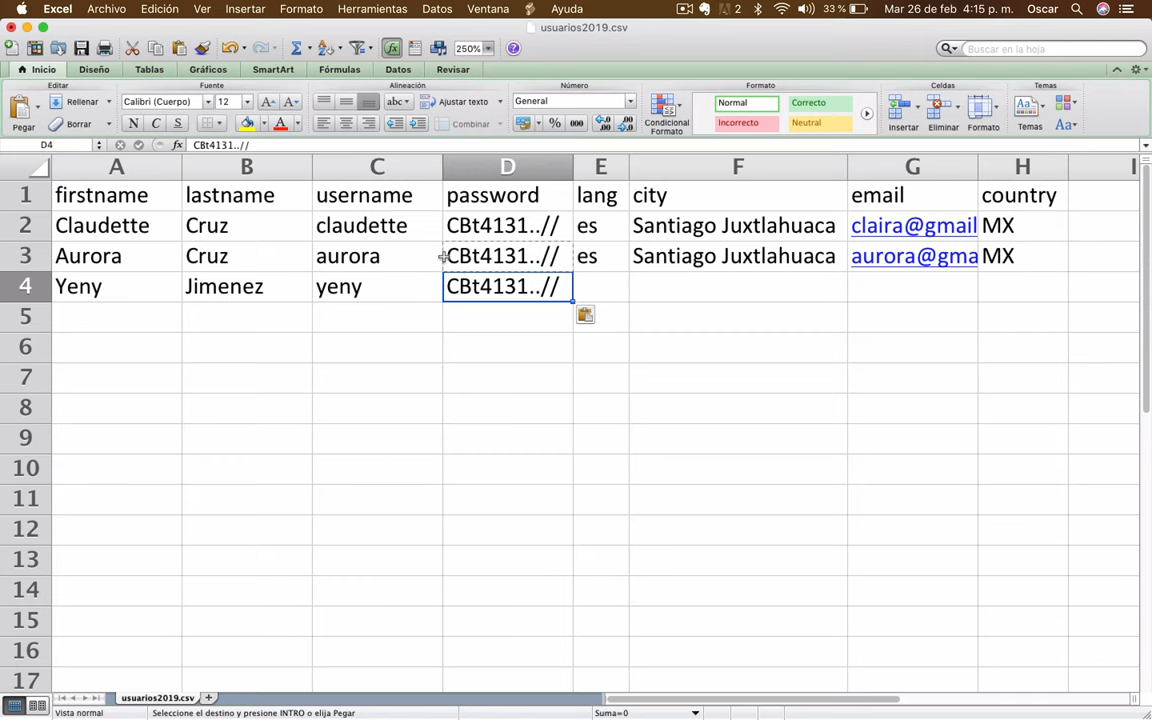 Excel Archivo Edición Ver Insertar Formato Herramientas Datos Ventana Ayuda 2 33 % Mar 26 de feb 4:15 p. m. Oscar
usuarios2019.csv
250% Buscar en la hoja
Inicio Diseño Tablas Gráficos SmartArt Fórmulas Datos Revisar
Editar Fuente Alineación Número Formato Celdas Temas
Pegar Rellenar Calibri (Cuerpo) 12 A A abc Ajustar texto General Condicional Formato Normal Correcto Insertar Eliminar Formato Temas Aa
Borrar N C S A Combinar % 000 Incorrecto Neutral
D4 fx CBt4131..//
A B C D E F G H I
1 firstname lastname username password lang city email country
2 Claudette Cruz claudette CBt4131..// es Santiago Juxtlahuaca claira@gmail MX
3 Aurora Cruz aurora CBt4131..// es Santiago Juxtlahuaca aurora@gma MX
4 Yeny Jimenez yeny CBt4131..//
5
6
7
8
9
10
11
12
13
14
15
16
17
usuarios2019.csv
Vista normal Seleccione el destino y presione INTRO o elija Pegar Suma=0